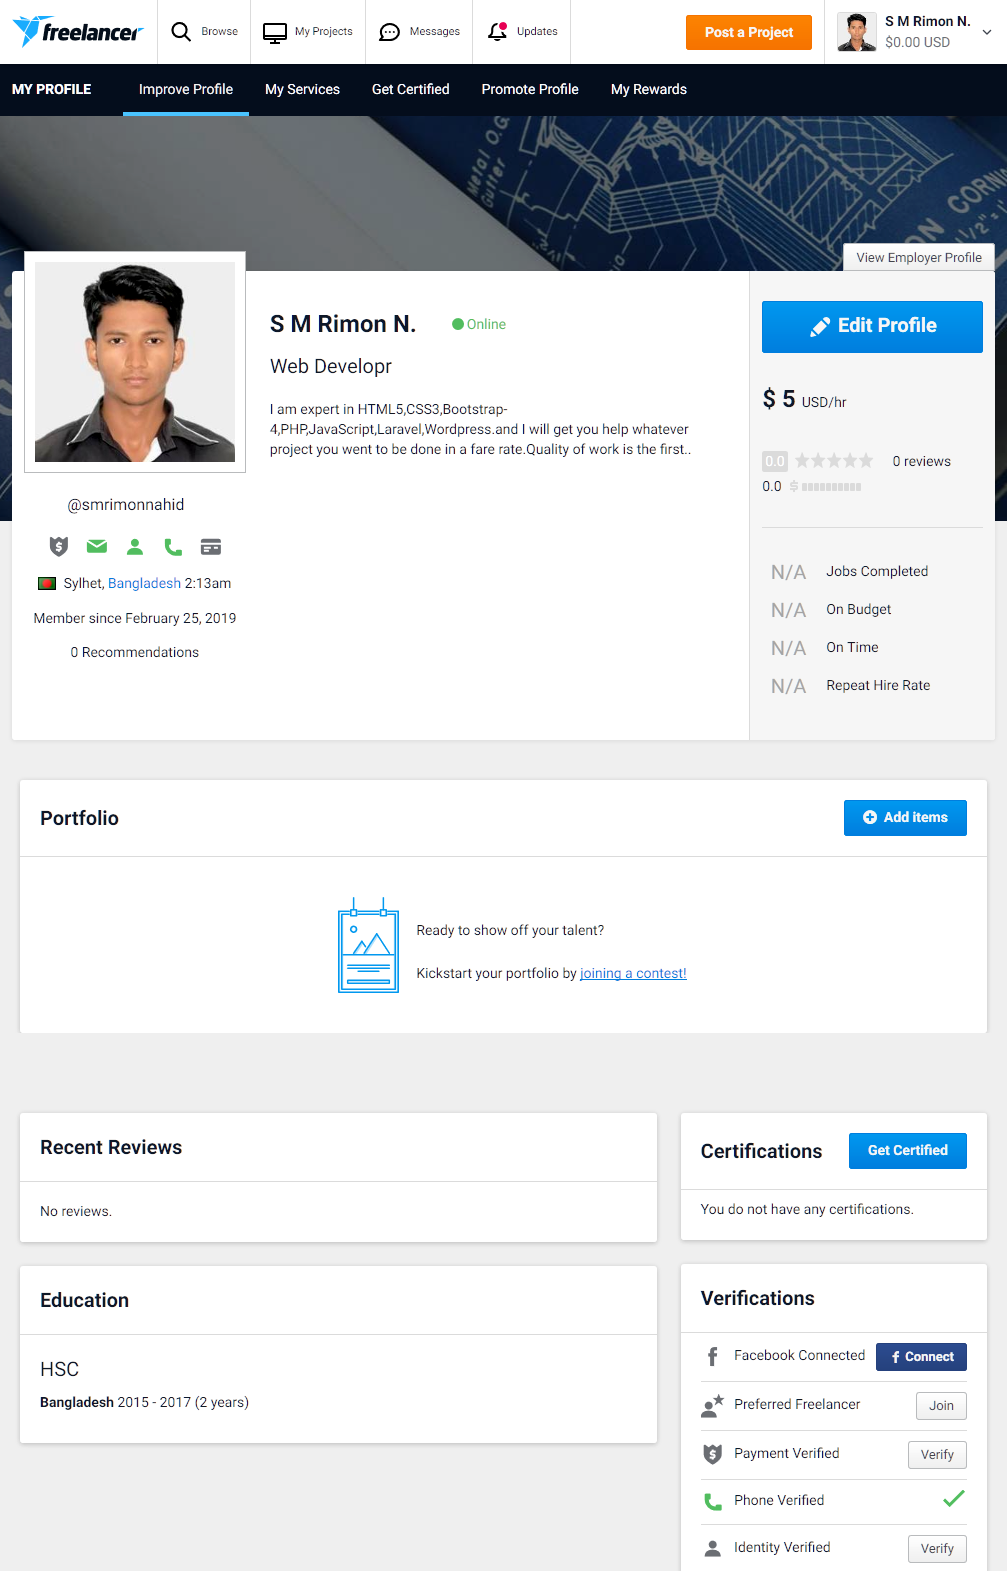 freelancer
Browse
My Projects
Messages
Updates
Post a Project
S M Rimon N.
$0.00 USD
MY PROFILE
Improve Profile
My Services
Get Certified
Promote Profile
My Rewards
Metal O.G.
Guter
CORNI
View Employer Profile
S M Rimon N.
Online
Web Developr
I am expert in HTML5,CSS3,Bootstrap-
4,PHP,JavaScript,Laravel,Wordpress.and I will get you help whatever
project you went to be done in a fare rate.Quality of work is the first..
@smrimonnahid
Sylhet, Bangladesh 2:13am
Member since February 25, 2019
0 Recommendations
Edit Profile
$ 5 USD/hr
0.0
0 reviews
0.0 $
N/A Jobs Completed
N/A On Budget
N/A On Time
N/A Repeat Hire Rate
Portfolio
Add items
Ready to show off your talent?
Kickstart your portfolio by joining a contest!
Recent Reviews
No reviews.
Education
HSC
Bangladesh 2015 - 2017 (2 years)
Certifications
Get Certified
You do not have any certifications.
Verifications
Facebook Connected
f Connect
Preferred Freelancer
Join
Payment Verified
Verify
Phone Verified
Identity Verified
Verify